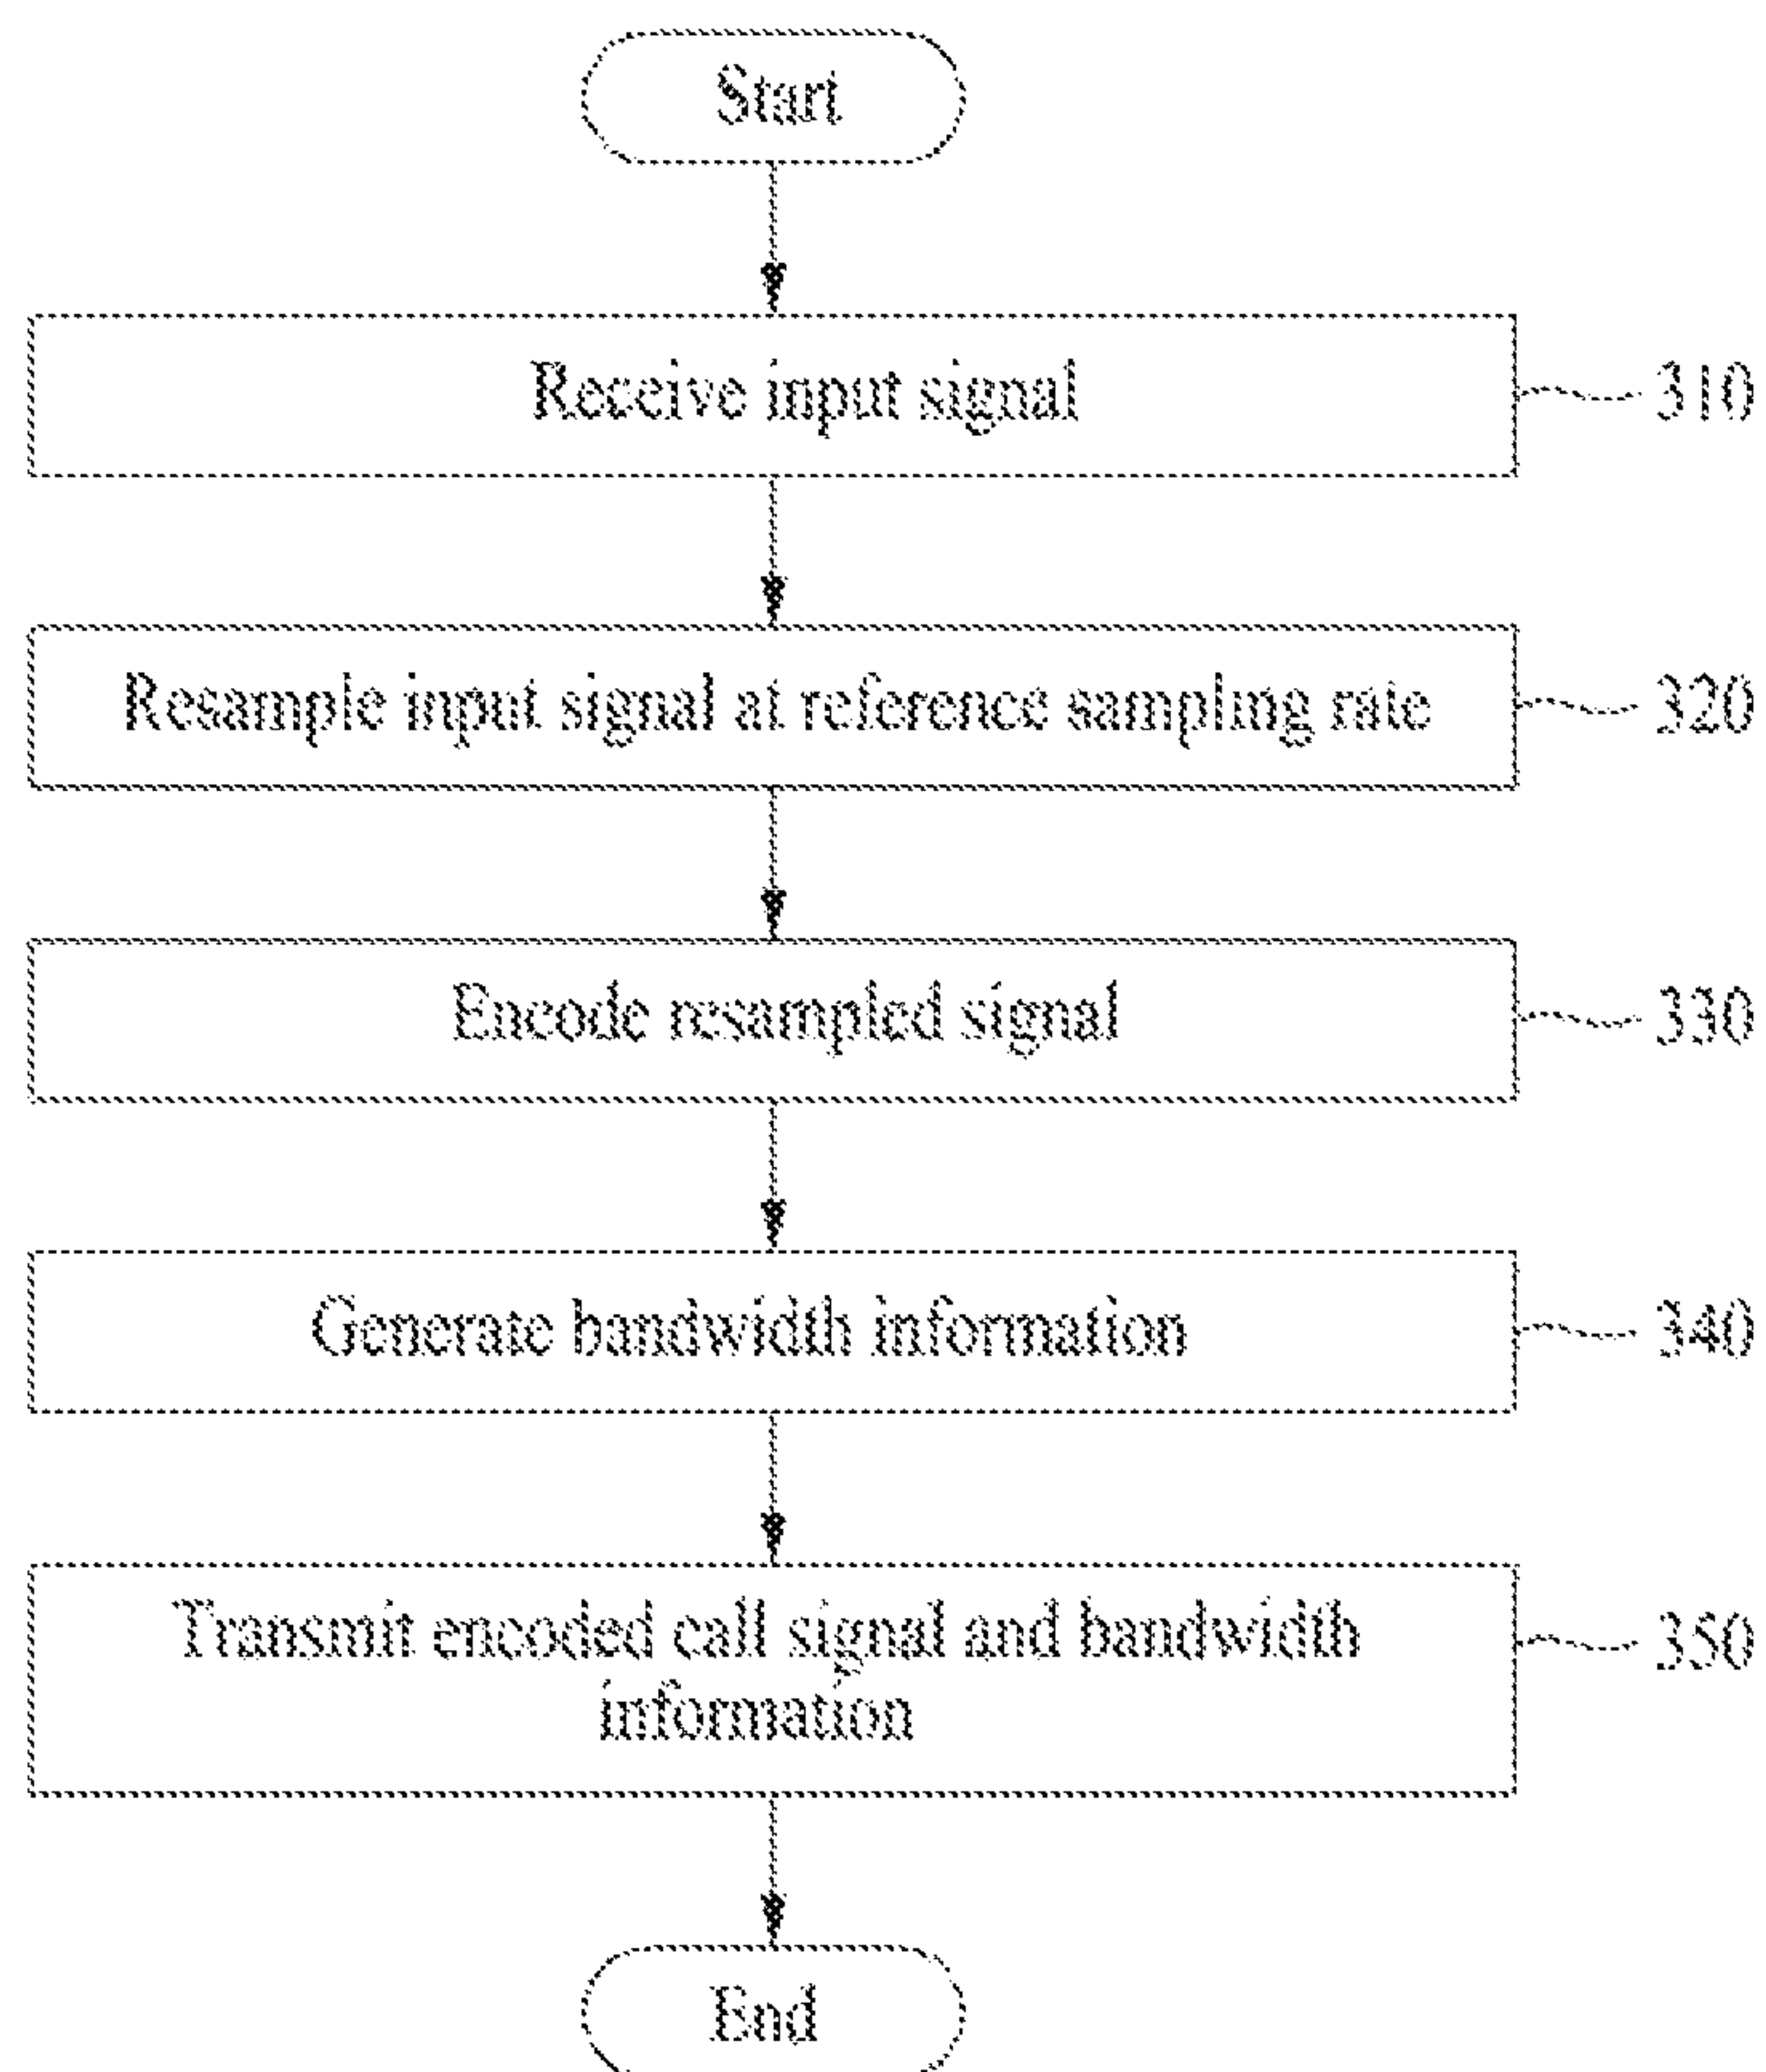 Start
Receive input signal
310
Resample input signal at reference sampling rate
320
Encode resampled signal
330
Generate bandwidth information
340
Transmit encoded call signal and bandwidth
information
350
End